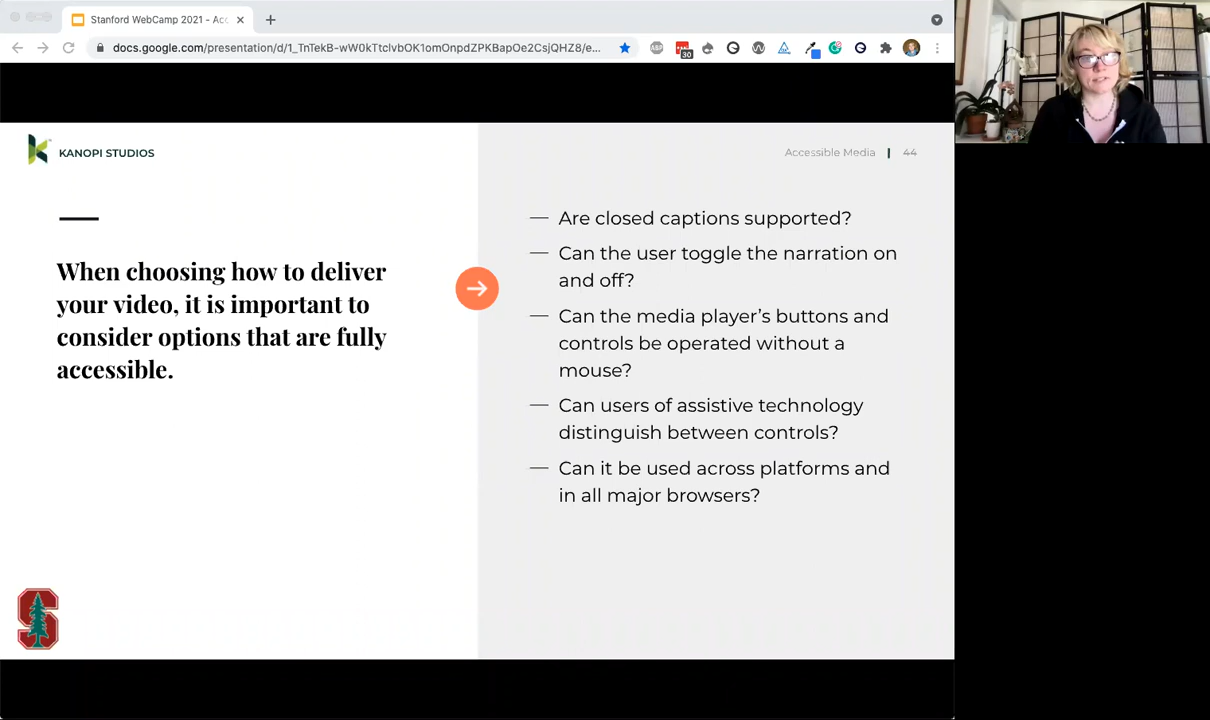 Stanford WebCamp 2021 - Acc
docs.google.com/presentation/d/1_TnTekB-wW0kTtclvbOK1omOnpdZPKBapOe2CsjQHZ8/e...
ABP
30
KANOPI STUDIOS
Accessible Media | 44
When choosing how to deliver
your video, it is important to
consider options that are fully
accessible.
— Are closed captions supported?
— Can the user toggle the narration on
and off?
— Can the media player’s buttons and
controls be operated without a
mouse?
— Can users of assistive technology
distinguish between controls?
— Can it be used across platforms and
in all major browsers?
S